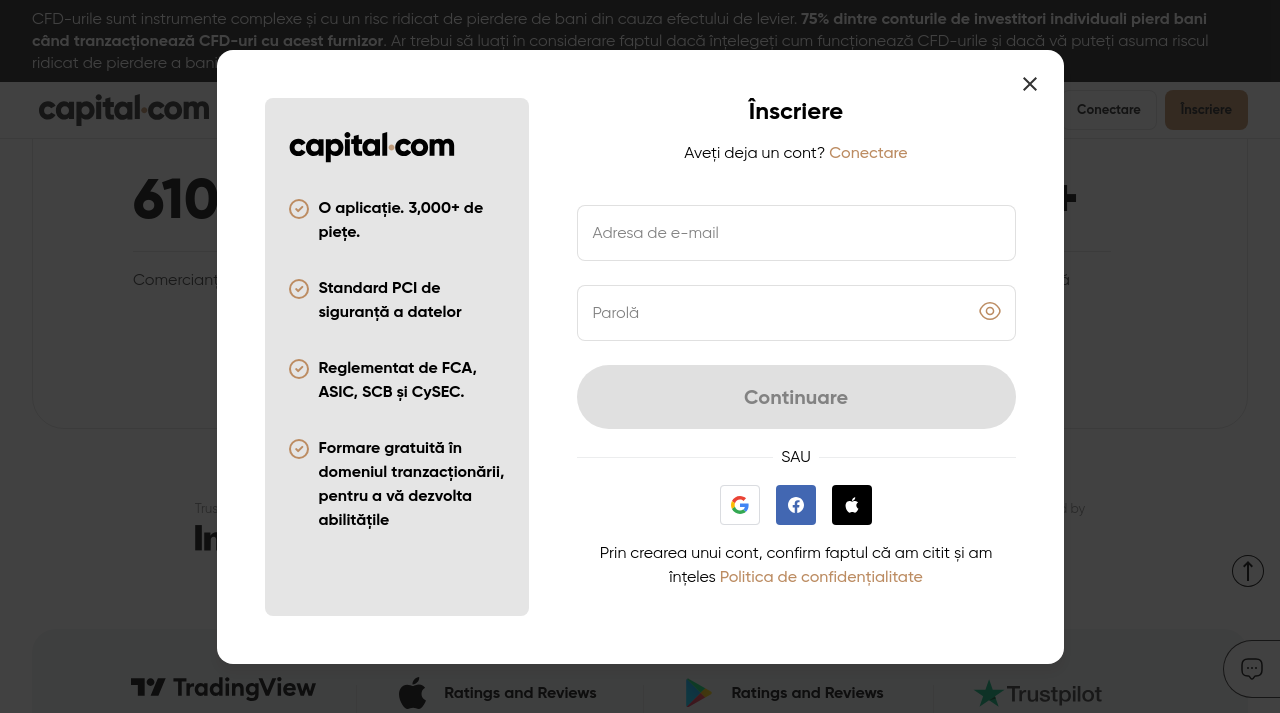 CFD-urile sunt instrumente complexe și cu un risc ridicat de pierdere de bani din cauza efectului de levier. 75% dintre conturile de investitori individuali pierd bani
când tranzacționează CFD-uri cu acest furnizor. Ar trebui să luați în considerare faptul dacă înțelegeți cum funcționează CFD-urile și dacă vă puteți asuma riscul
ridicat de pierdere a
capital.com
Conectare
Înscriere
610
+
capital.com
O aplicație. 3,000+ de
piețe.
Standard PCI de
siguranță a datelor
Reglementat de FCA,
ASIC, SCB și CySEC.
Formare gratuită în
domeniul tranzacționării,
pentru a vă dezvolta
abilitățile
Înscriere
Aveți deja un cont? Conectare
Adresa de e-mail
Parolă
Continuare
SAU
Prin crearea unui cont, confirm faptul că am citit și am
înțeles Politica de confidențialitate
by
TradingView
Ratings and Reviews
Ratings and Reviews
Trustpilot